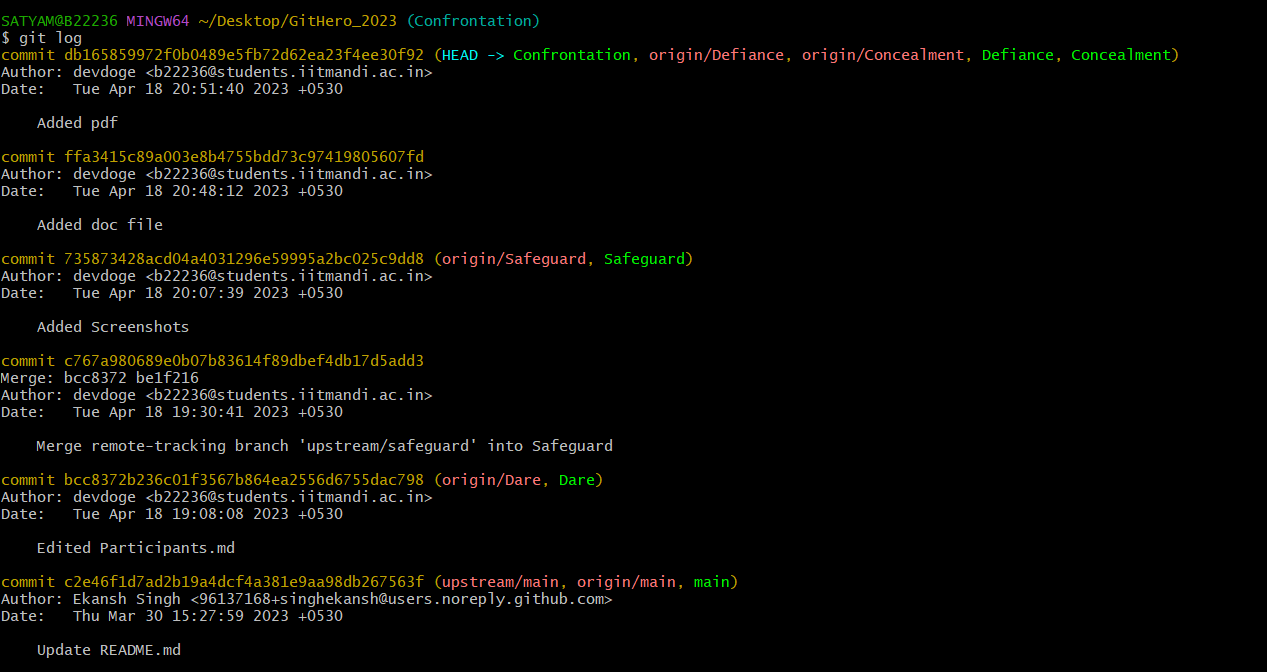 SATYAM@B22236 MINGW64 ~/Desktop/GitHero_2023 (Confrontation)
$ git log
commit db165859972f0b0489e5fb72d62ea23f4ee30f92 (HEAD -> Confrontation, origin/Defiance, origin/Concealment, Defiance, Concealment)
Author: devdoge <b22236@students.iitmandi.ac.in>
Date:   Tue Apr 18 20:51:40 2023 +0530

    Added pdf

commit ffa3415c89a003e8b4755bdd73c97419805607fd
Author: devdoge <b22236@students.iitmandi.ac.in>
Date:   Tue Apr 18 20:48:12 2023 +0530

    Added doc file

commit 735873428acd04a4031296e59995a2bc025c9dd8 (origin/Safeguard, Safeguard)
Author: devdoge <b22236@students.iitmandi.ac.in>
Date:   Tue Apr 18 20:07:39 2023 +0530

    Added Screenshots

commit c767a980689e0b07b83614f89dbef4db17d5add3
Merge: bcc8372 be1f216
Author: devdoge <b22236@students.iitmandi.ac.in>
Date:   Tue Apr 18 19:30:41 2023 +0530

    Merge remote-tracking branch 'upstream/safeguard' into Safeguard

commit bcc8372b236c01f3567b864ea2556d6755dac798 (origin/Dare, Dare)
Author: devdoge <b22236@students.iitmandi.ac.in>
Date:   Tue Apr 18 19:08:08 2023 +0530

    Edited Participants.md

commit c2e46f1d7ad2b19a4dcf4a381e9aa98db267563f (upstream/main, origin/main, main)
Author: Ekansh Singh <96137168+singhekansh@users.noreply.github.com>
Date:   Thu Mar 30 15:27:59 2023 +0530

    Update README.md